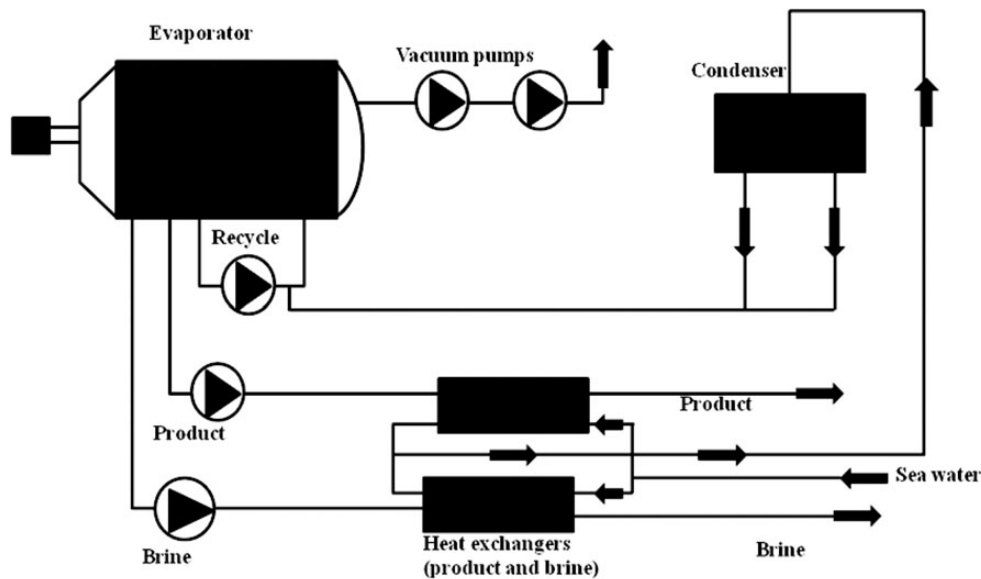 Evaporator
Vacuum pumps
Condenser
Recycle
Product
Product
Sea water
Brine
Heat exchangers
(product and brine)
Brine